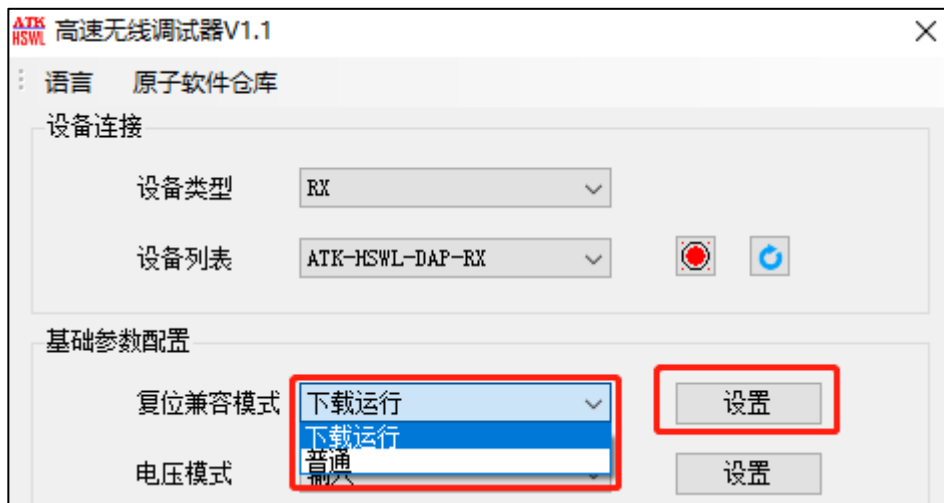 ATK HSWL 高速无线调试器V1.1
语言 原子软件仓库
设备连接
设备类型 RX
设备列表 ATK-HSWL-DAP-RX
基础参数配置
复位兼容模式 下载运行 设置
下载运行
普通
电压模式 设置